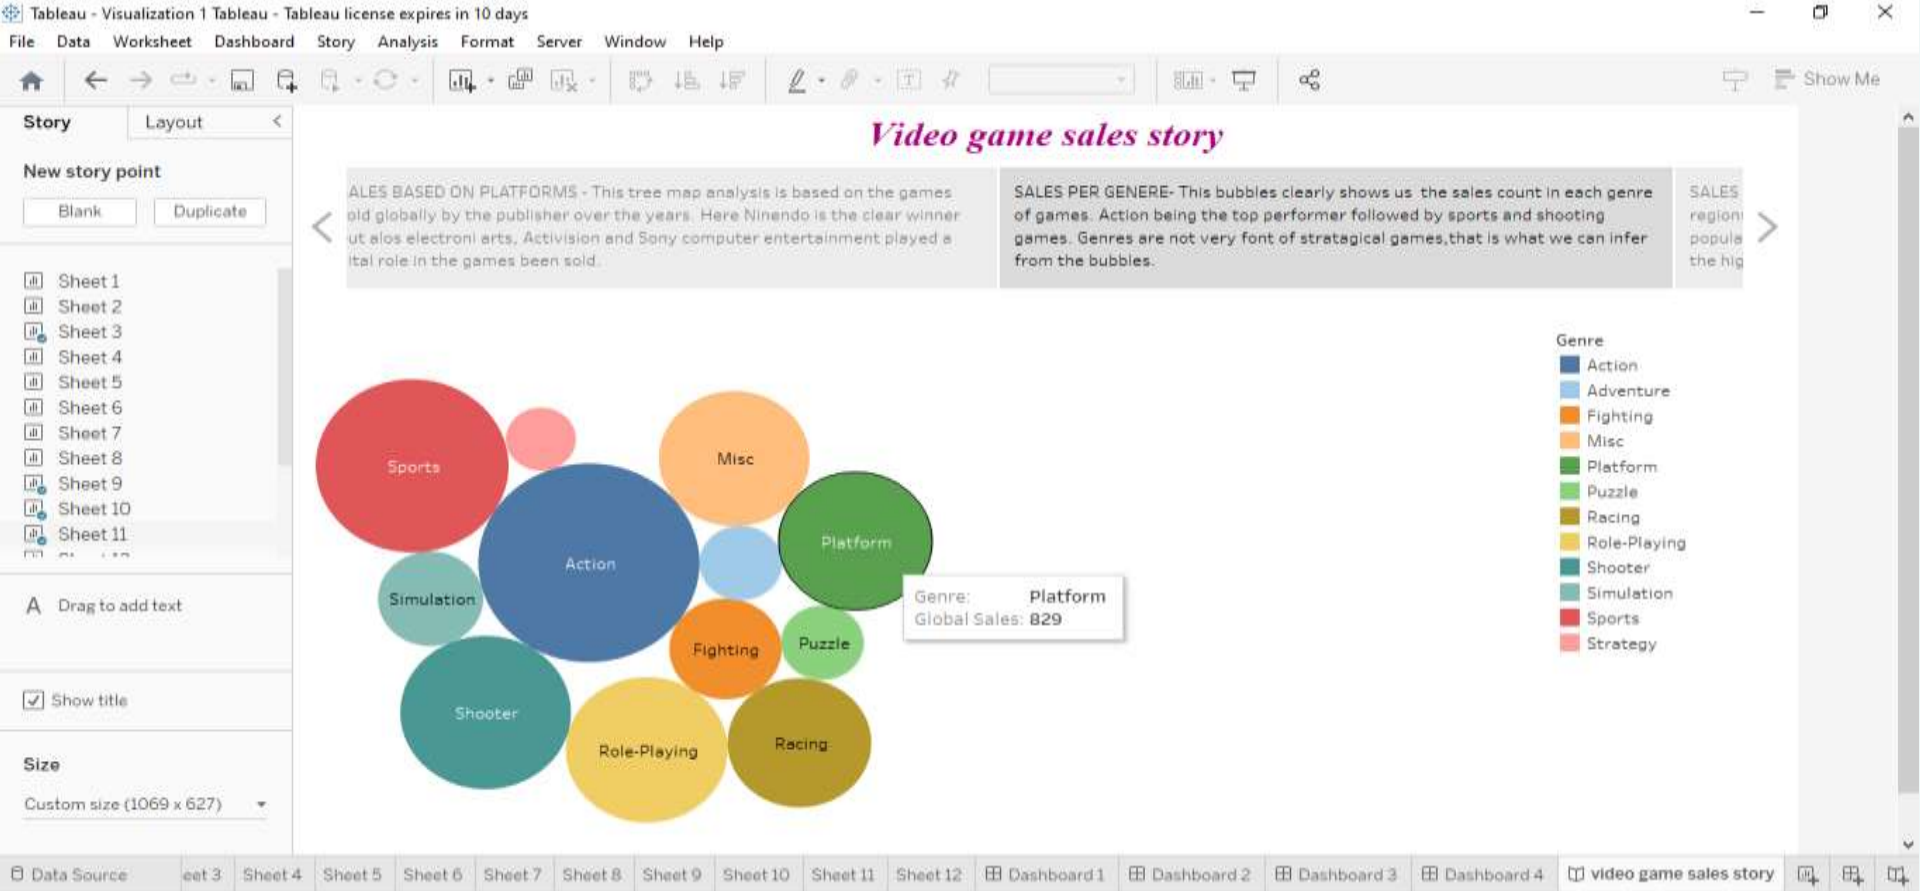 Tableau - Visualization 1 Tableau - Tableau license expires in 10 days
File Data Worksheet Dashboard Story Analysis Format Server Window Help
Show Me
Story Layout
New story point
Blank Duplicate
Sheet 1
Sheet 2
Sheet 3
Sheet 4
Sheet 5
Sheet 6
Sheet 7
Sheet 8
Sheet 9
Sheet 10
Sheet 11
A Drag to add text
Show title
Size
Custom size (1069 x 627)
Video game sales story
ALES BASED ON PLATFORMS - This tree map analysis is based on the games
old globally by the publisher over the years. Here Ninendo is the clear winner
ut alos electroni arts, Activision and Sony computer entertainment played a
ital role in the games been sold.
SALES PER GENERE- This bubbles clearly shows us the sales count in each genre
of games. Action being the top performer followed by sports and shooting
games. Genres are not very font of stratagical games,that is what we can infer
from the bubbles.
SALES
region
popula
the hig
Sports
Misc
Platform
Action
Simulation
Fighting
Puzzle
Shooter
Role-Playing
Racing
Genre: Platform
Global Sales: 829
Genre
Action
Adventure
Fighting
Misc
Platform
Puzzle
Racing
Role-Playing
Shooter
Simulation
Sports
Strategy
Data Source eet 3 Sheet 4 Sheet 5 Sheet 6 Sheet 7 Sheet 8 Sheet 9 Sheet 10 Sheet 11 Sheet 12 Dashboard 1 Dashboard 2 Dashboard 3 Dashboard 4 video game sales story